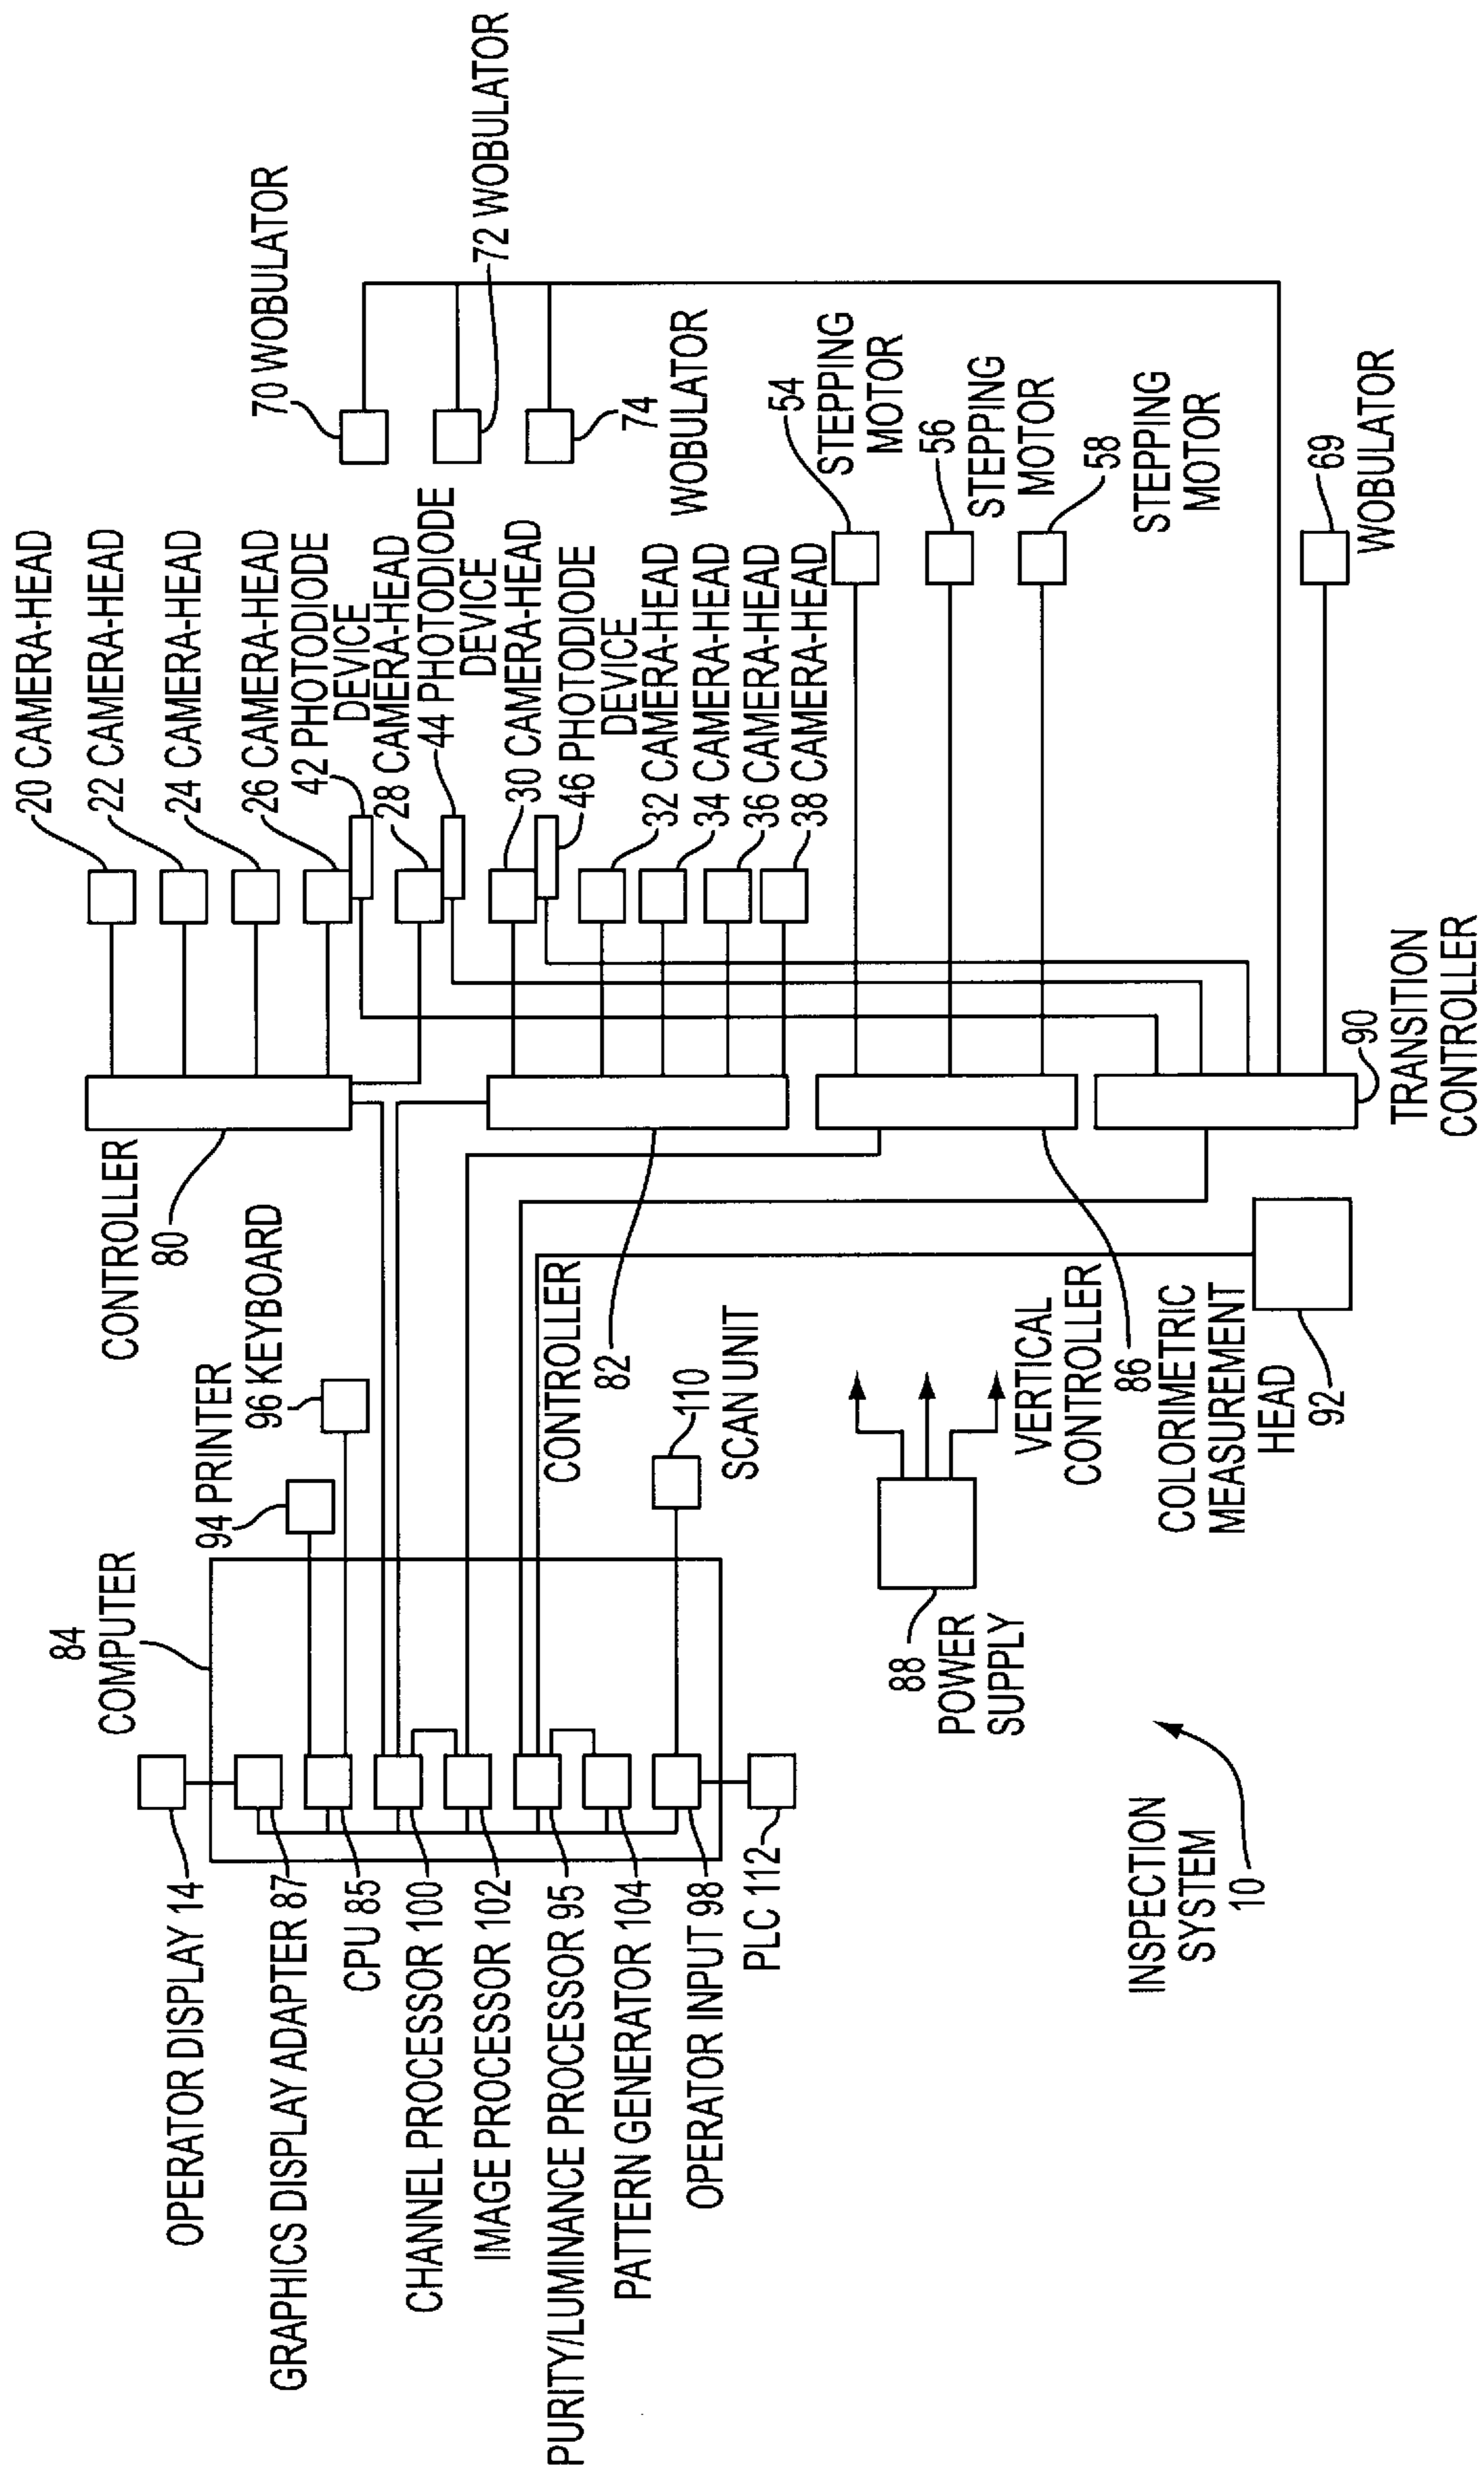 OPERATOR DISPLAY 14
GRAPHICS DISPLAY ADAPTER 87
CPU 85
CHANNEL PROCESSOR 100
IMAGE PROCESSOR 102
PURITY/LUMINANCE PROCESSOR 95
PATTERN GENERATOR 104
OPERATOR INPUT 98
PLC 112
84
COMPUTER
94 PRINTER
96 KEYBOARD
110
SCAN UNIT
88
POWER
SUPPLY
INSPECTION
SYSTEM
10
CONTROLLER
80
CONTROLLER
82
VERTICAL
CONTROLLER
86
COLORIMETRIC
MEASUREMENT
HEAD
92
90
TRANSITION
CONTROLLER
20 CAMERA-HEAD
22 CAMERA-HEAD
24 CAMERA-HEAD
26 CAMERA-HEAD
42 PHOTODIODE
DEVICE
28 CAMERA-HEAD
44 PHOTODIODE
DEVICE
30 CAMERA-HEAD
46 PHOTODIODE
DEVICE
32 CAMERA-HEAD
34 CAMERA-HEAD
36 CAMERA-HEAD
38 CAMERA-HEAD
70 WOBULATOR
72 WOBULATOR
74
WOBULATOR
54
STEPPING
MOTOR
56
STEPPING
MOTOR
58
STEPPING
MOTOR
69
WOBULATOR